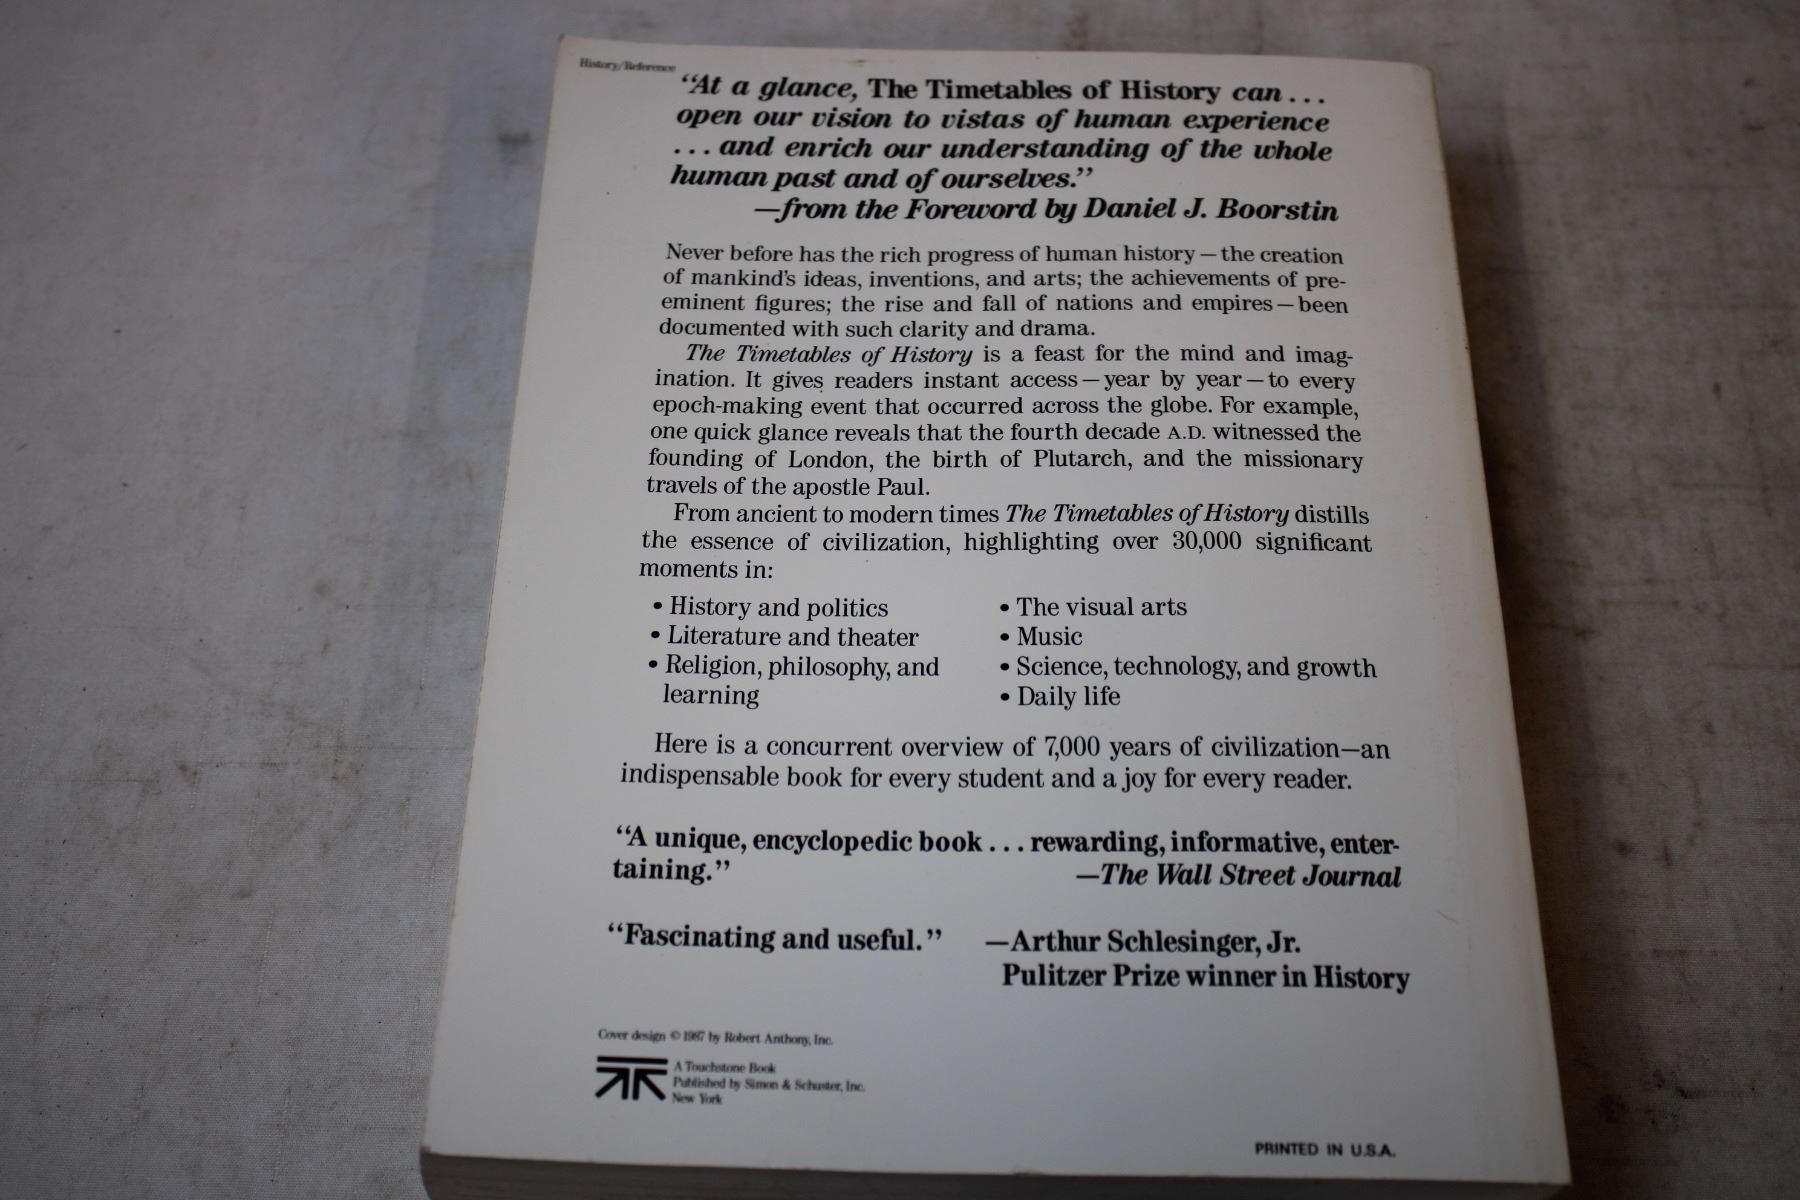 History/Reference
“At a glance, The Timetables of History can...
open our vision to vistas of human experience
...and enrich our understanding of the whole
human past and of ourselves.”
—from the Foreword by Daniel J. Boorstin
Never before has the rich progress of human history—the creation
of mankind's ideas, inventions, and arts; the achievements of pre-
eminent figures; the rise and fall of nations and empires—been
documented with such clarity and drama.
The Timetables of History is a feast for the mind and imag-
ination. It gives readers instant access—year by year—to every
epoch-making event that occurred across the globe. For example,
one quick glance reveals that the fourth decade A.D. witnessed the
founding of London, the birth of Plutarch, and the missionary
travels of the apostle Paul.
From ancient to modern times The Timetables of History distills
the essence of civilization, highlighting over 30,000 significant
moments in:
• History and politics
• Literature and theater
• Religion, philosophy, and
learning
• The visual arts
• Music
• Science, technology, and growth
• Daily life
Here is a concurrent overview of 7,000 years of civilization—an
indispensable book for every student and a joy for every reader.
“A unique, encyclopedic book...rewarding, informative, enter-
taining.” —The Wall Street Journal
“Fascinating and useful.” —Arthur Schlesinger, Jr.
Pulitzer Prize winner in History
Cover design © 1987 by Robert Anthony, Inc.
A Touchstone Book
Published by Simon & Schuster, Inc.
New York
PRINTED IN U.S.A.